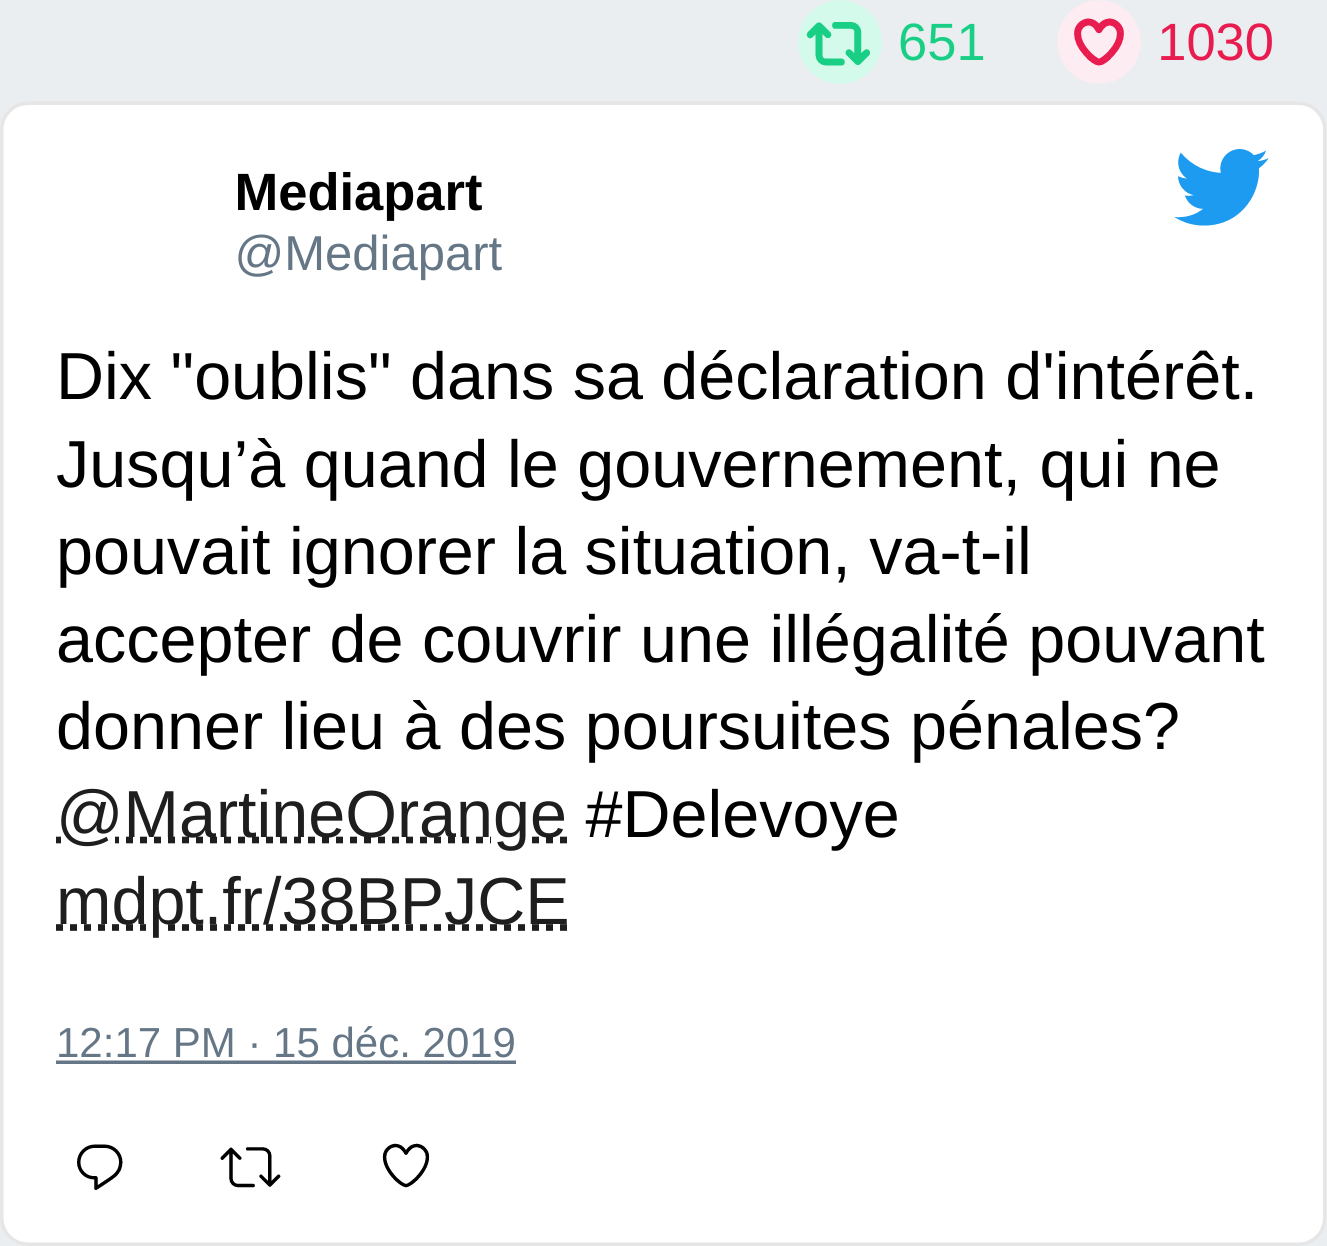 651 1030
Mediapart
@Mediapart
Dix "oublis" dans sa déclaration d'intérêt.
Jusqu’à quand le gouvernement, qui ne
pouvait ignorer la situation, va-t-il
accepter de couvrir une illégalité pouvant
donner lieu à des poursuites pénales?
@MartineOrange #Delevoye
mdpt.fr/38BPJCE
12:17 PM · 15 déc. 2019